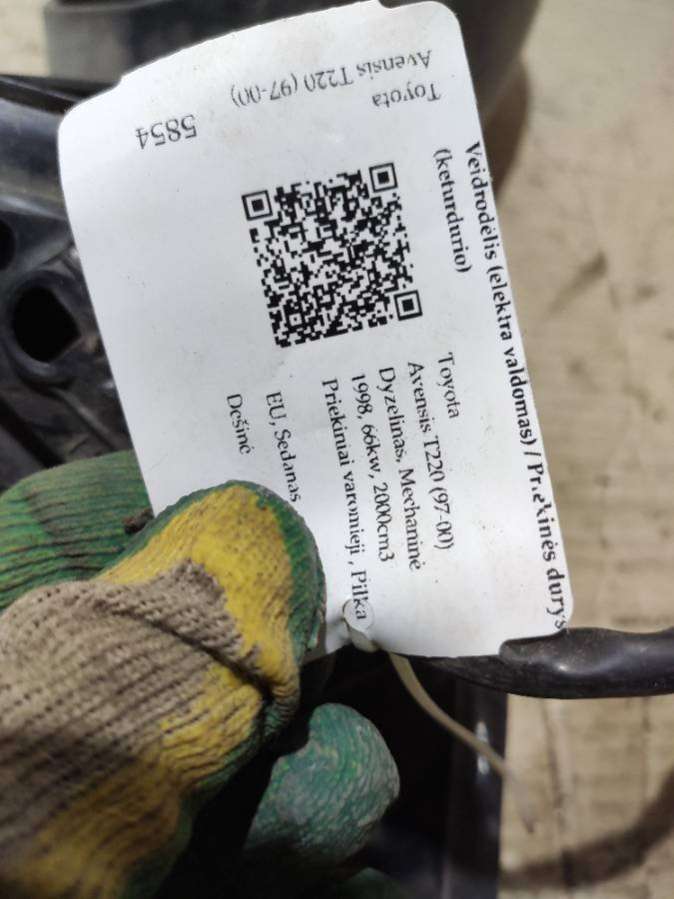 Veidrodėlis (elektra valdomas) / Priekinės durys
(keturdurio)
Toyota
Avensis T220 (97-00)
Dyzelinas, Mechaninė
1998, 66kw, 2000cm3
Priekiniai varomieji , Pilka
EU, Sedanas
Dešinė
Toyota
Avensis T220 (97-00)
5854